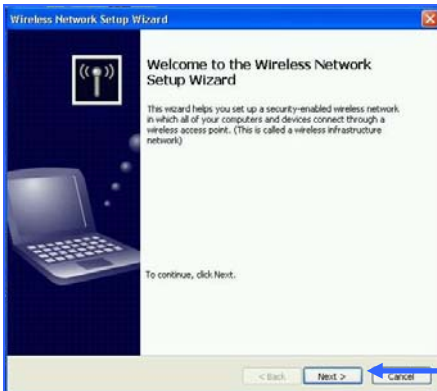 Wireless Network Setup Wizard
Welcome to the Wireless Network
Setup Wizard
This wizard helps you set up a security-enabled wireless network
in which all of your computers and devices connect through a
wireless access point. (This is called a wireless infrastructure
network)
To continue, click Next.
< Back Next > Cancel